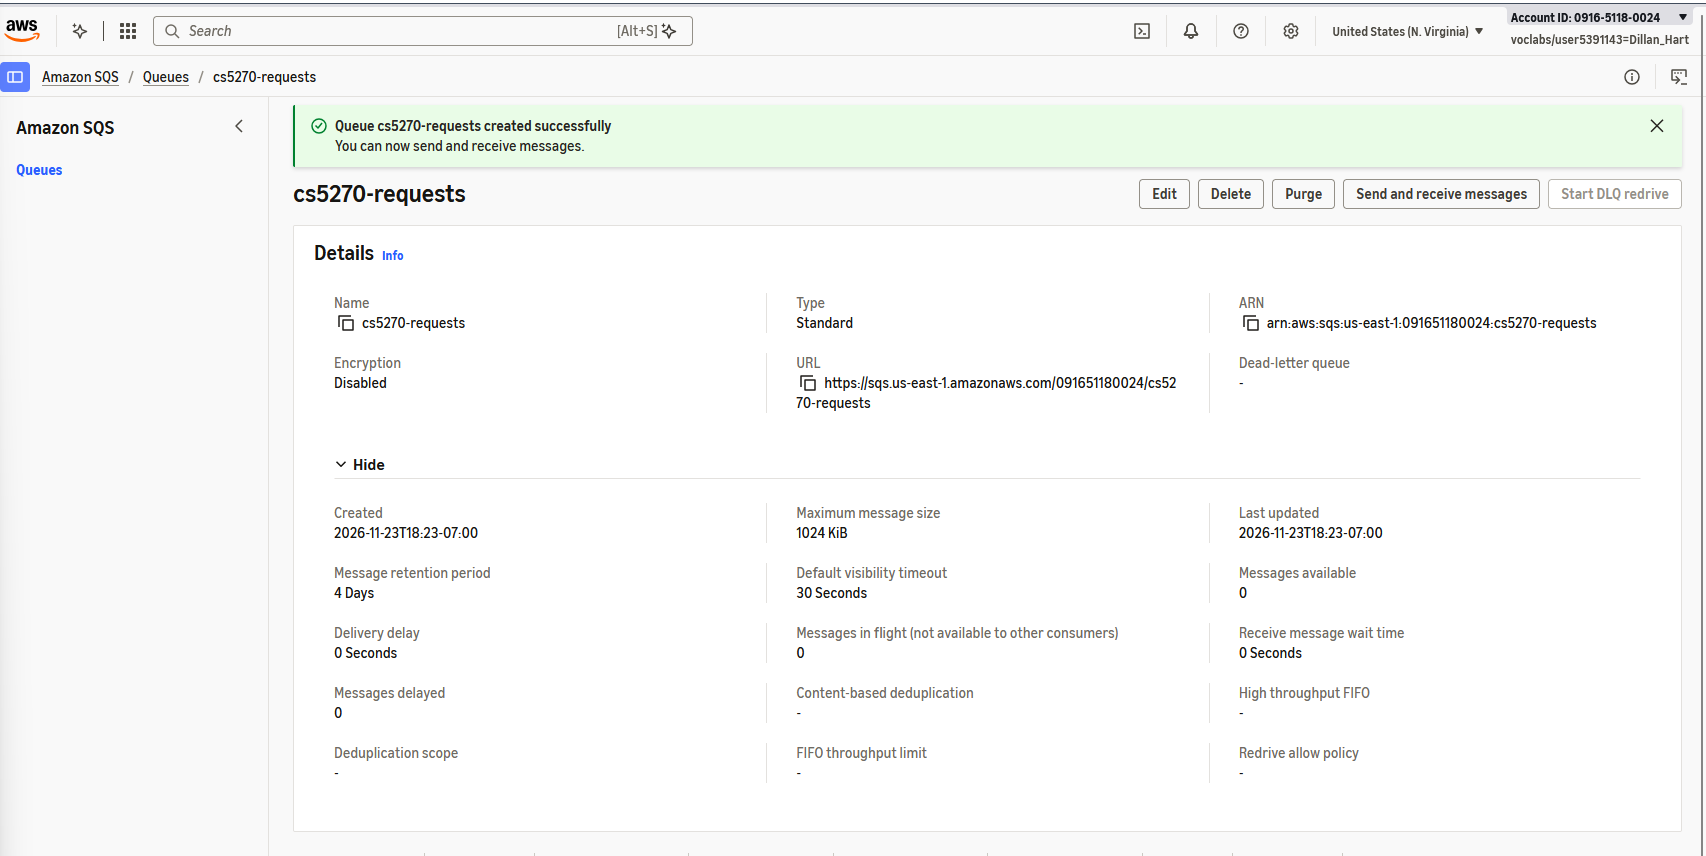 aws
Search
[Alt+S]
United States (N. Virginia)
Account ID: 0916-5118-0024
voclabs/user5391143=Dillan_Hart
Amazon SQS / Queues / cs5270-requests
Amazon SQS
Queues
Queue cs5270-requests created successfully
You can now send and receive messages.
cs5270-requests
Edit
Delete
Purge
Send and receive messages
Start DLQ redrive
Details Info
Name
cs5270-requests
Type
Standard
ARN
arn:aws:sqs:us-east-1:091651180024:cs5270-requests
Encryption
Disabled
URL
https://sqs.us-east-1.amazonaws.com/091651180024/cs52
70-requests
Dead-letter queue
-
Hide
Created
2026-11-23T18:23-07:00
Maximum message size
1024 KiB
Last updated
2026-11-23T18:23-07:00
Message retention period
4 Days
Default visibility timeout
30 Seconds
Messages available
0
Delivery delay
0 Seconds
Messages in flight (not available to other consumers)
0
Receive message wait time
0 Seconds
Messages delayed
0
Content-based deduplication
-
High throughput FIFO
-
Deduplication scope
-
FIFO throughput limit
-
Redrive allow policy
-